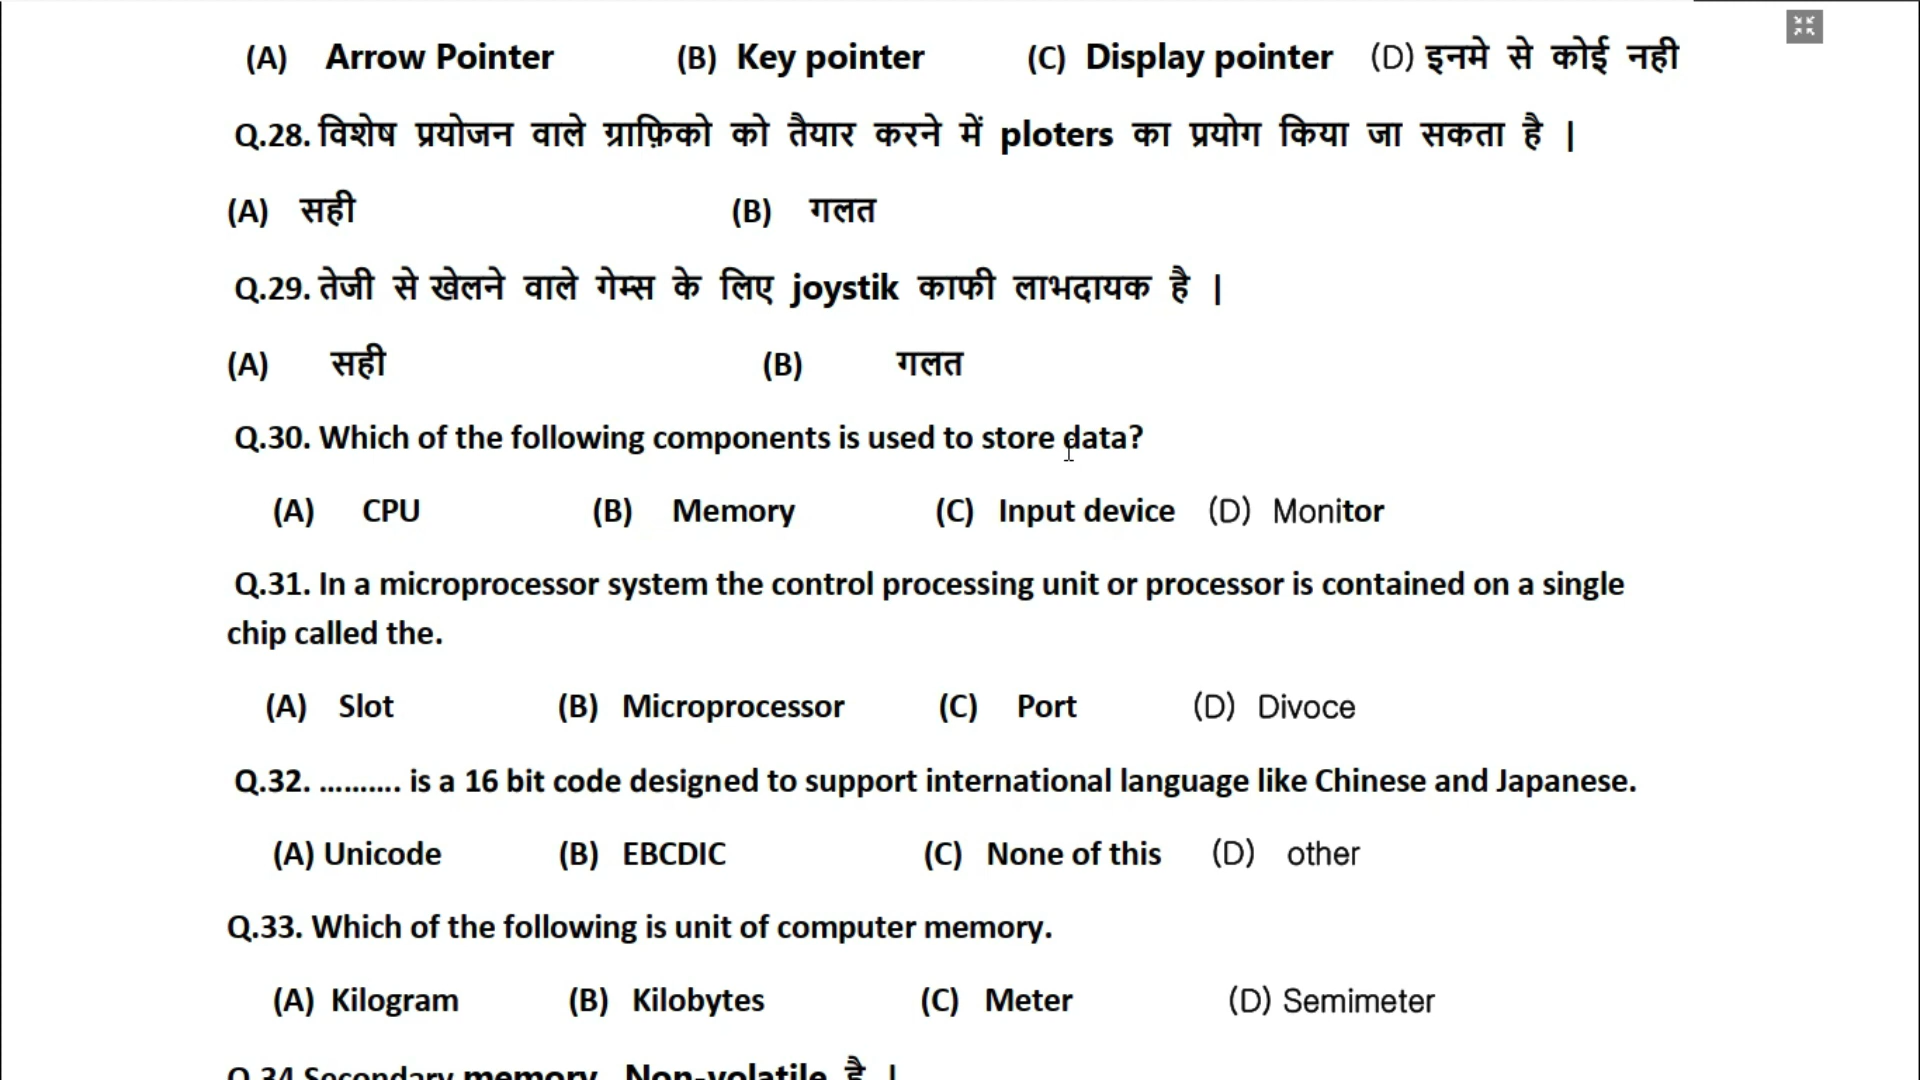 (A) Arrow Pointer (B) Key pointer (C) Display pointer (D) इनमे से कोई नही
Q.28. विशेष प्रयोजन वाले ग्राफ़िको को तैयार करने में ploters का प्रयोग किया जा सकता है |
(A) सही (B) गलत
Q.29. तेजी से खेलने वाले गेम्स के लिए joystik काफी लाभदायक है |
(A) सही (B) गलत
Q.30. Which of the following components is used to store data?
(A) CPU (B) Memory (C) Input device (D) Monitor
Q.31. In a microprocessor system the control processing unit or processor is contained on a single
chip called the.
(A) Slot (B) Microprocessor (C) Port (D) Divoce
Q.32. .......... is a 16 bit code designed to support international language like Chinese and Japanese.
(A) Unicode (B) EBCDIC (C) None of this (D) other
Q.33. Which of the following is unit of computer memory.
(A) Kilogram (B) Kilobytes (C) Meter (D) Semimeter
Q.34 Secondary memory Non-volatile है |